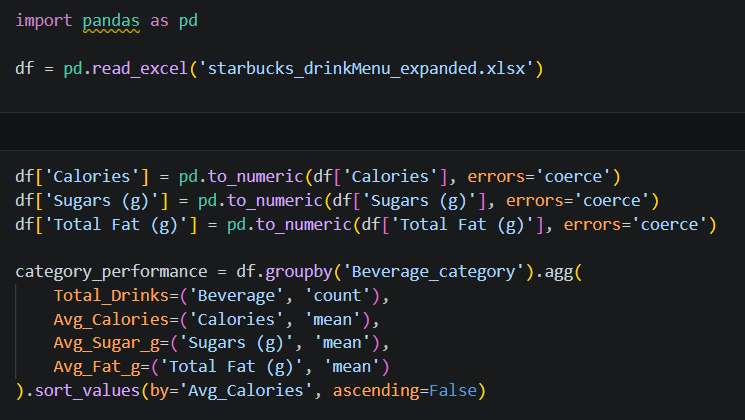 import pandas as pd
df = pd.read_excel('starbucks_drinkMenu_expanded.xlsx')
df['Calories'] = pd.to_numeric(df['Calories'], errors='coerce')
df['Sugars (g)'] = pd.to_numeric(df['Sugars (g)'], errors='coerce')
df['Total Fat (g)'] = pd.to_numeric(df['Total Fat (g)'], errors='coerce')
category_performance = df.groupby('Beverage_category').agg(
    Total_Drinks=('Beverage', 'count'),
    Avg_Calories=('Calories', 'mean'),
    Avg_Sugar_g=('Sugars (g)', 'mean'),
    Avg_Fat_g=('Total Fat (g)', 'mean')
).sort_values(by='Avg_Calories', ascending=False)